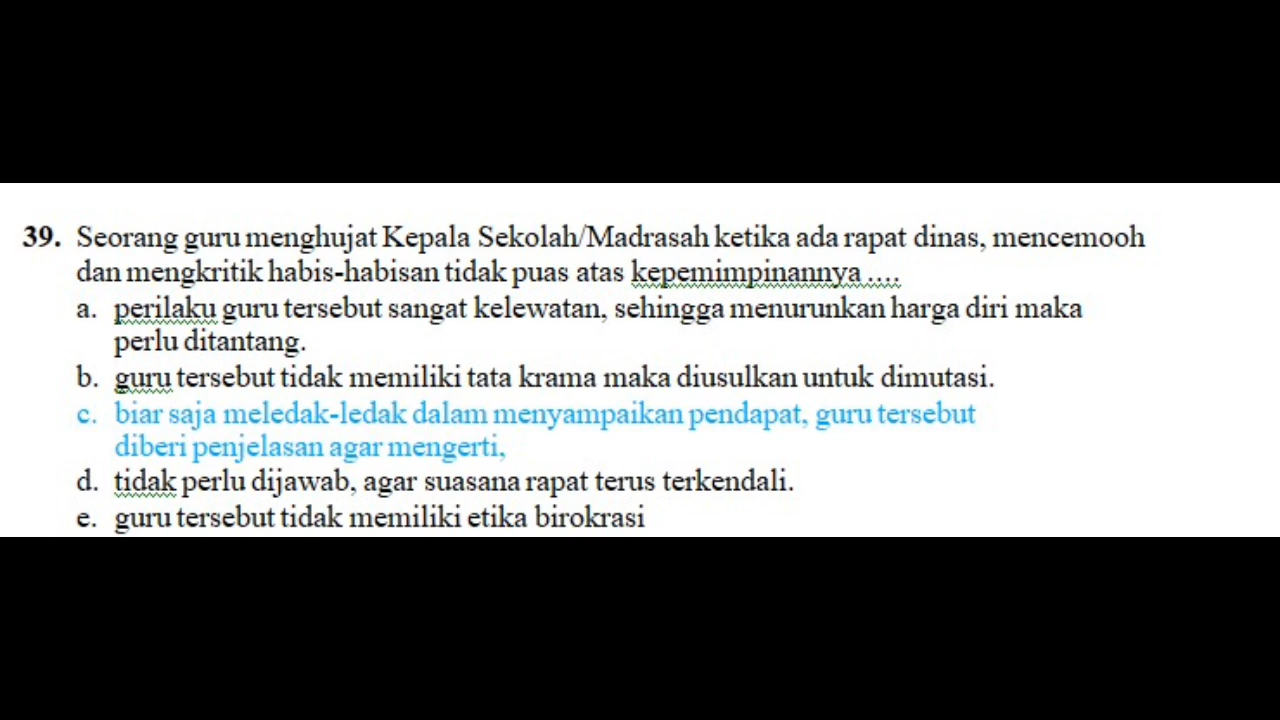 39. Seorang guru menghujat Kepala Sekolah/Madrasah ketika ada rapat dinas, mencemooh
dan mengkritik habis-habisan tidak puas atas kepemimpinannya ....
a. perilaku guru tersebut sangat kelewatan, sehingga menurunkan harga diri maka
perlu ditantang.
b. guru tersebut tidak memiliki tata krama maka diusulkan untuk dimutasi.
c. biar saja meledak-ledak dalam menyampaikan pendapat, guru tersebut
diberi penjelasan agar mengerti,
d. tidak perlu dijawab, agar suasana rapat terus terkendali.
e. guru tersebut tidak memiliki etika birokrasi